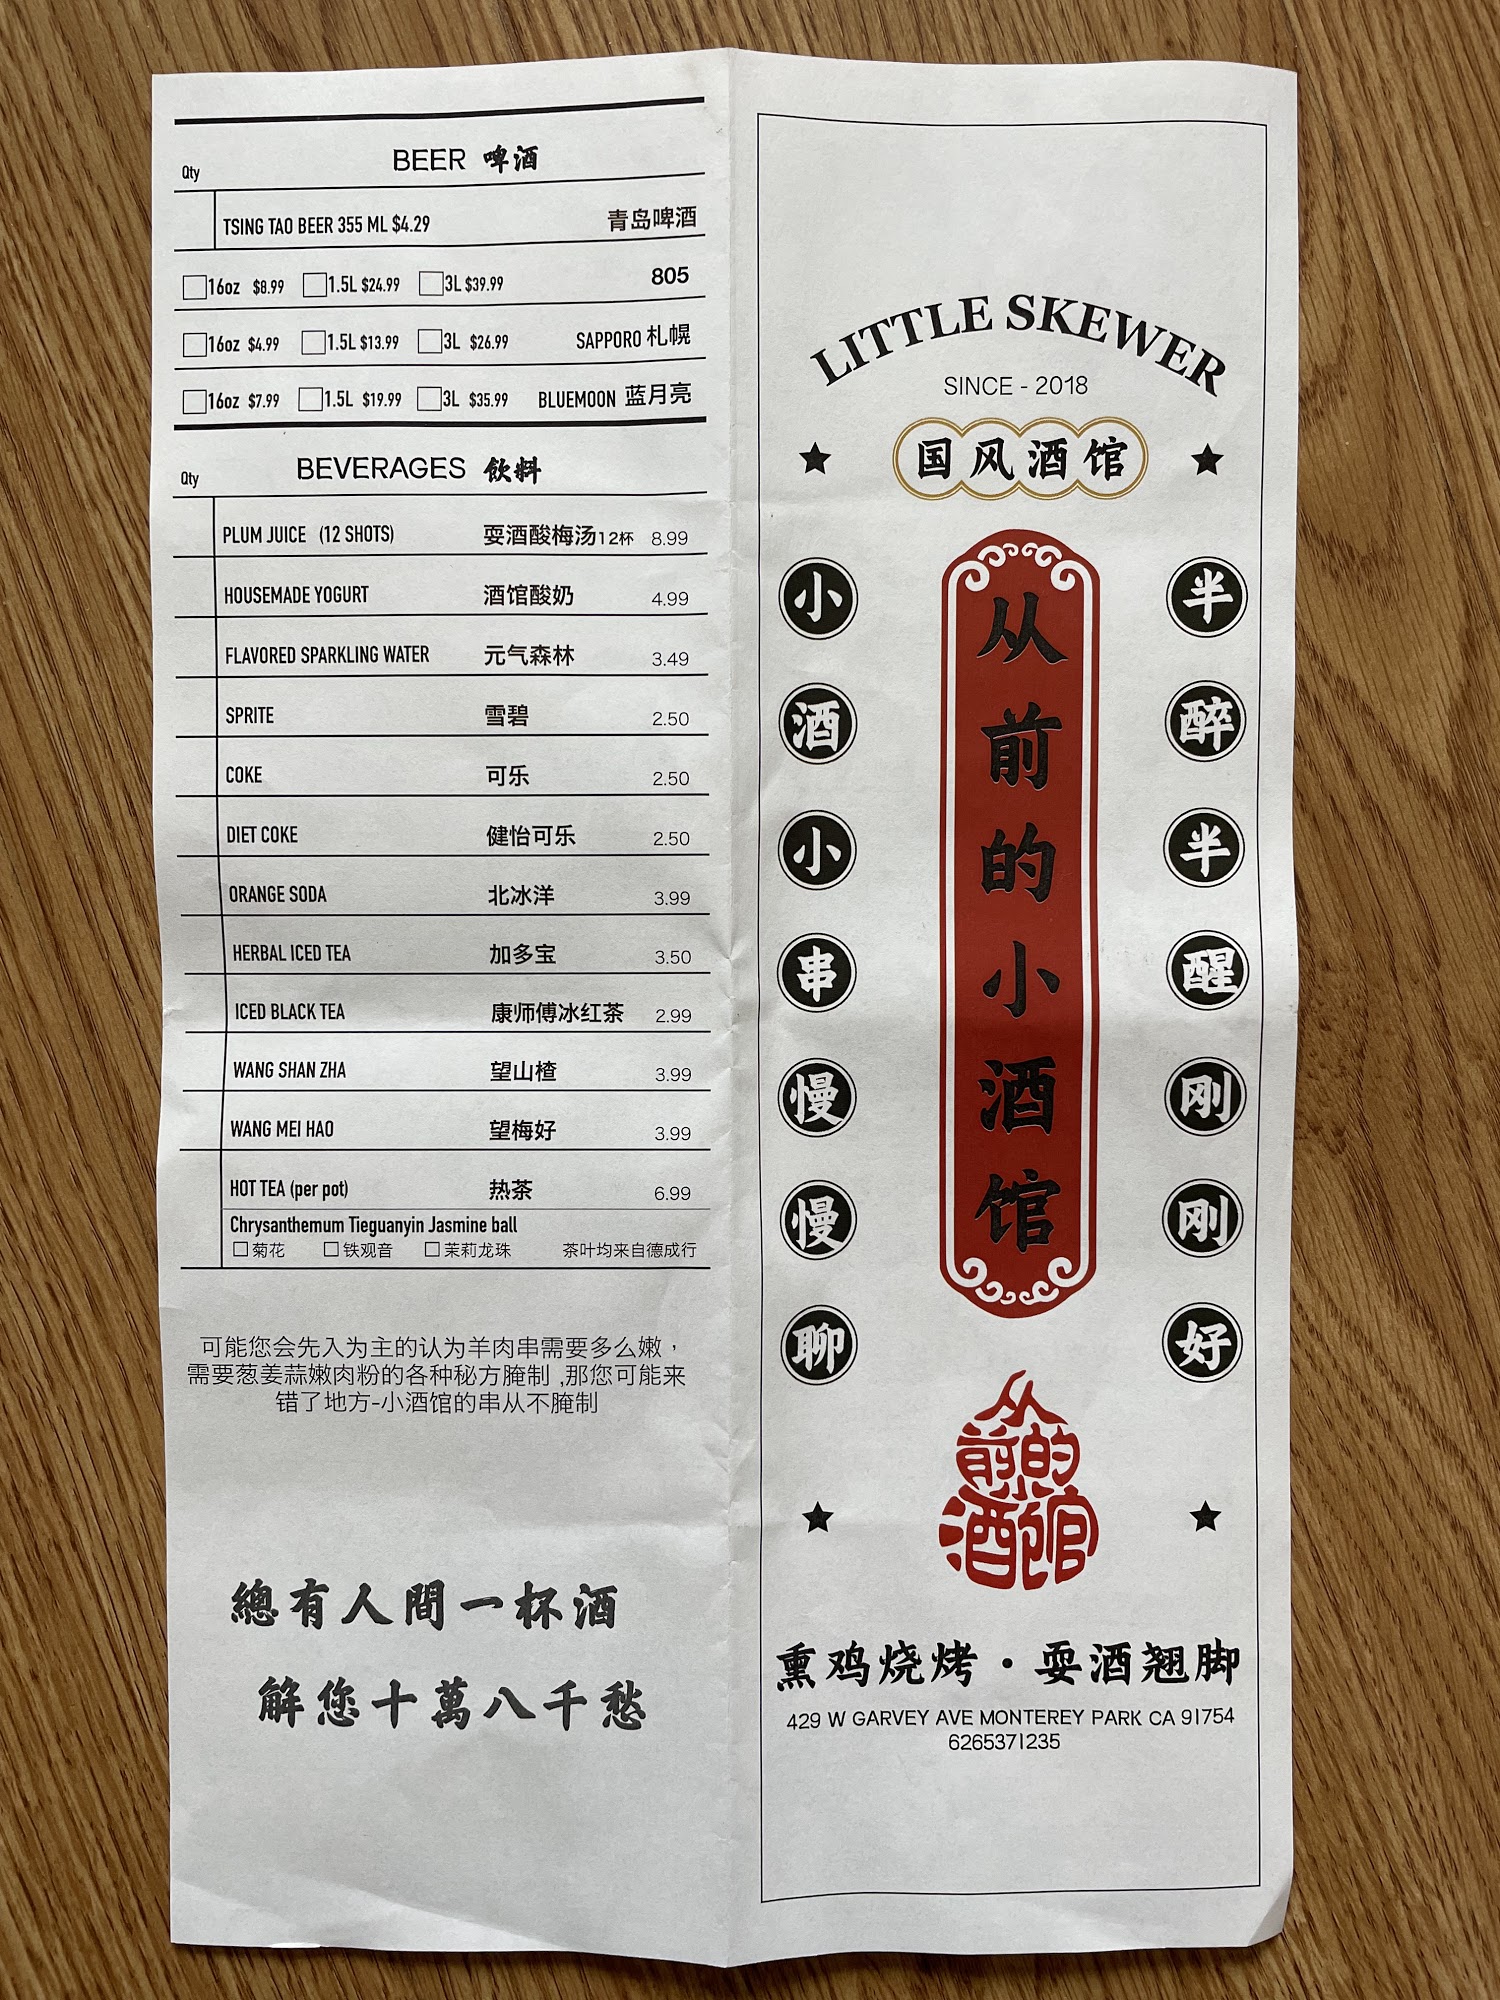 BEER 啤酒
Qty
TSING TAO BEER 355 ML $4.29 青岛啤酒
16oz $8.99 1.5L $24.99 3L $39.99 805
16oz $4.99 1.5L $13.99 3L $26.99 SAPPORO 札幌
16oz $7.99 1.5L $19.99 3L $35.99 BLUEMOON 蓝月亮
BEVERAGES 飲料
Qty
PLUM JUICE (12 SHOTS) 耍酒酸梅汤12杯 8.99
HOUSEMADE YOGURT 酒馆酸奶 4.99
FLAVORED SPARKLING WATER 元气森林 3.49
SPRITE 雪碧 2.50
COKE 可乐 2.50
DIET COKE 健怡可乐 2.50
ORANGE SODA 北冰洋 3.99
HERBAL ICED TEA 加多宝 3.50
ICED BLACK TEA 康师傅冰红茶 2.99
WANG SHAN ZHA 望山楂 3.99
WANG MEI HAO 望梅好 3.99
HOT TEA (per pot) 热茶 6.99
Chrysanthemum Tieguanyin Jasmine ball
菊花 铁观音 茉莉龙珠 茶叶均来自德成行
可能您会先入为主的认为羊肉串需要多么嫩，
需要葱姜蒜嫩肉粉的各种秘方腌制 ,那您可能来
错了地方-小酒馆的串从不腌制
總有人間一杯酒
解您十萬八千愁
LITTLE SKEWER
SINCE - 2018
国风酒馆
小酒小串慢慢聊
从前的小酒馆
半醉半醒刚刚好
从
前的
小
酒馆
熏鸡烧烤·耍酒翘脚
429 W GARVEY AVE MONTEREY PARK CA 91754
6265371235